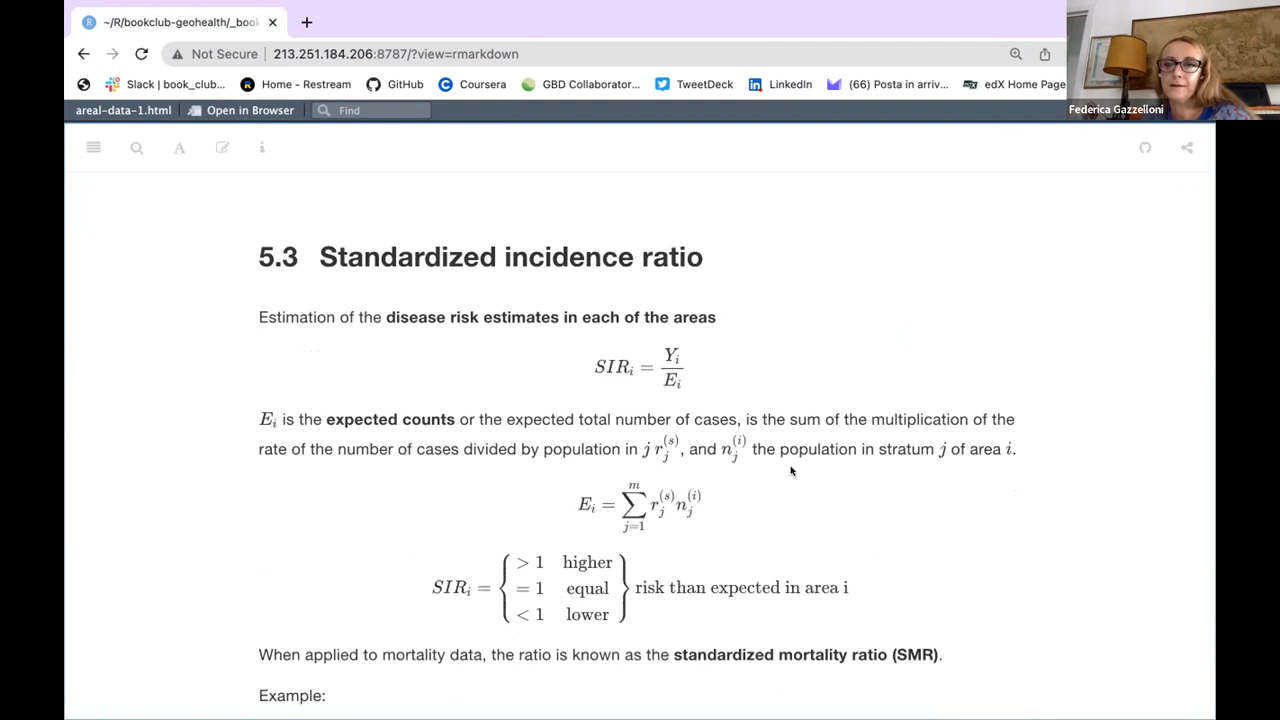 ~/R/bookclub-geohealth/_book
Not Secure | 213.251.184.206:8787/?view=rmarkdown
Slack | book_club... Home - Restream GitHub Coursera GBD Collaborator... TweetDeck LinkedIn (66) Posta in arriv... edX Home Page
areal-data-1.html Open in Browser Find
Federica Gazzelloni
5.3 Standardized incidence ratio
Estimation of the disease risk estimates in each of the areas
SIR_i = Y_i / E_i
E_i is the expected counts or the expected total number of cases, is the sum of the multiplication of the
rate of the number of cases divided by population in j r_j^(s), and n_j^(i) the population in stratum j of area i.
E_i = ∑_{j=1}^m r_j^(s) n_j^(i)
SIR_i = { > 1 higher
= 1 equal } risk than expected in area i
< 1 lower
When applied to mortality data, the ratio is known as the standardized mortality ratio (SMR).
Example: